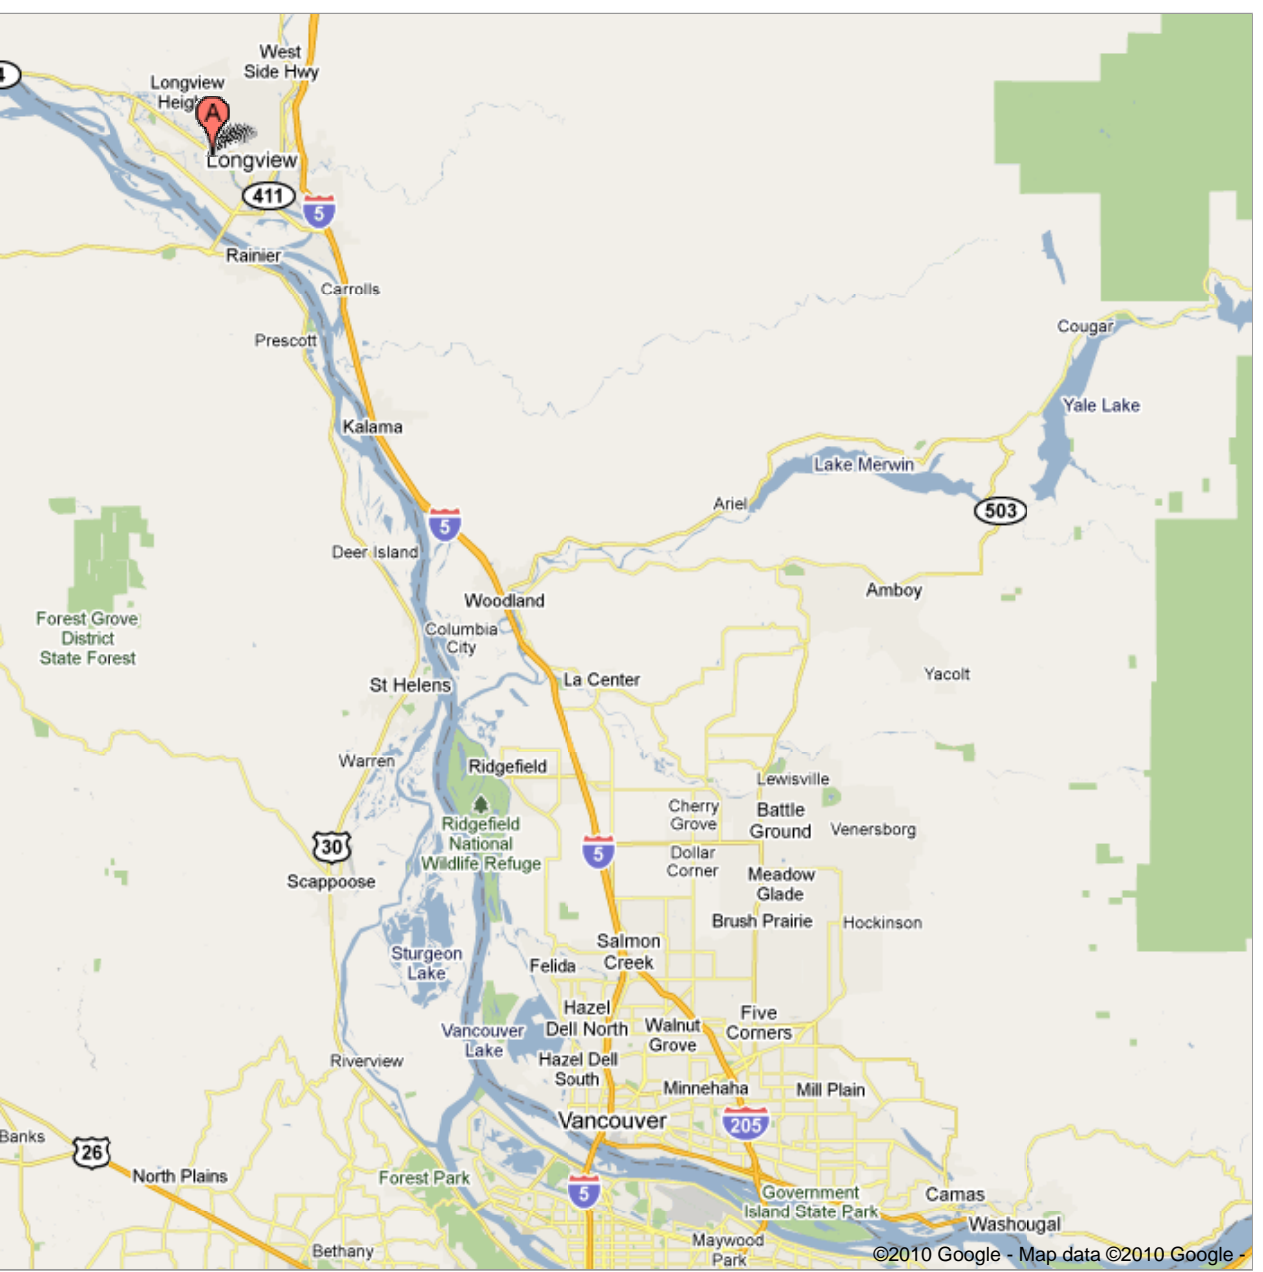 West
Side Hwy
4
Longview
A
Longview
411
5
Rainier
Carrolls
Prescott
Cougar
Yale Lake
Kalama
Lake Merwin
Ariel
503
5
Deer Island
Amboy
Woodland
Forest Grove
District
State Forest
Columbia
City
Yacolt
La Center
St Helens
Warren
Ridgefield
Lewisville
Cherry
Grove
Battle
Ground
Venersborg
Ridgefield
National
Wildlife Refuge
30
5
Dollar
Corner
Scappoose
Meadow
Glade
Brush Prairie
Hockinson
Salmon
Creek
Sturgeon
Lake
Felida
Hazel
Dell North
Walnut
Grove
Five
Corners
Vancouver
Lake
Riverview
Hazel Dell
South
Minnehaha
Mill Plain
Vancouver
205
Banks
26
North Plains
Forest Park
5
Government
Island State Park
Camas
Washougal
Maywood
Park
Bethany
©2010 Google - Map data ©2010 Google -